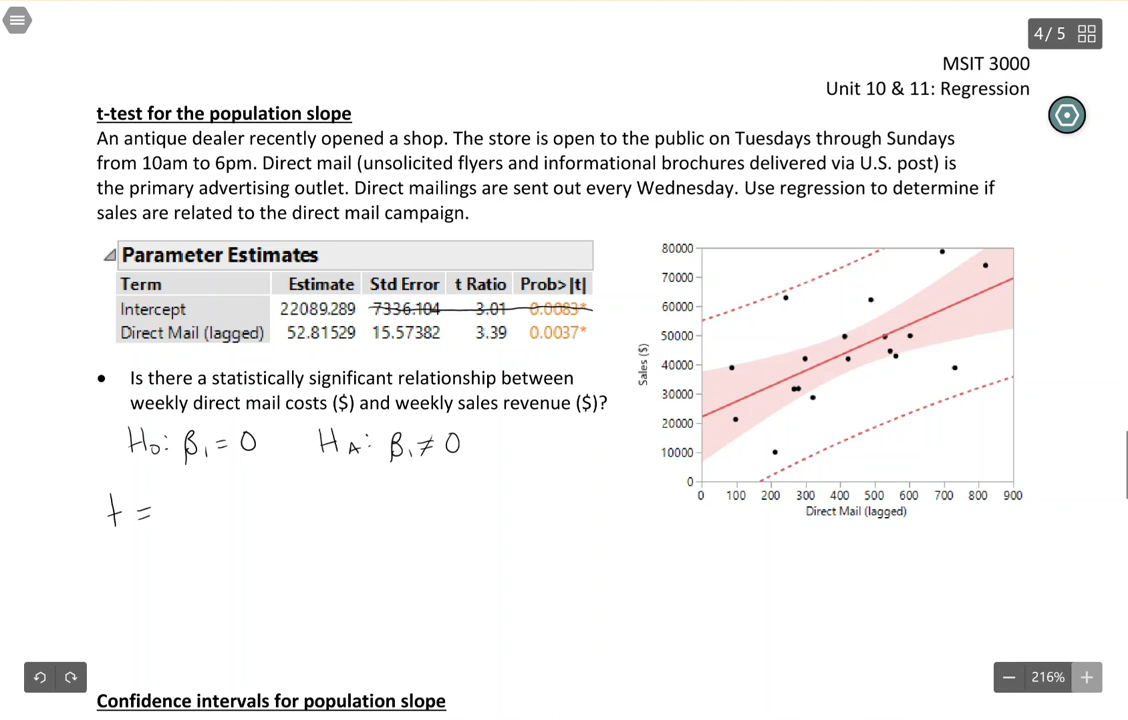 4 / 5
MSIT 3000
Unit 10 & 11: Regression
t-test for the population slope
An antique dealer recently opened a shop. The store is open to the public on Tuesdays through Sundays
from 10am to 6pm. Direct mail (unsolicited flyers and informational brochures delivered via U.S. post) is
the primary advertising outlet. Direct mailings are sent out every Wednesday. Use regression to determine if
sales are related to the direct mail campaign.
Parameter Estimates
Term Estimate Std Error t Ratio Prob>|t|
Intercept 22089.289 7336.104 3.01 0.0083*
Direct Mail (lagged) 52.81529 15.57382 3.39 0.0037*
• Is there a statistically significant relationship between
weekly direct mail costs ($) and weekly sales revenue ($)?
H₀: β₁ = 0 H_A: β₁ ≠ 0
t =
80000
70000
60000
50000
40000
30000
20000
10000
0
Sales ($)
0 100 200 300 400 500 600 700 800 900
Direct Mail (lagged)
216%
Confidence intervals for population slope